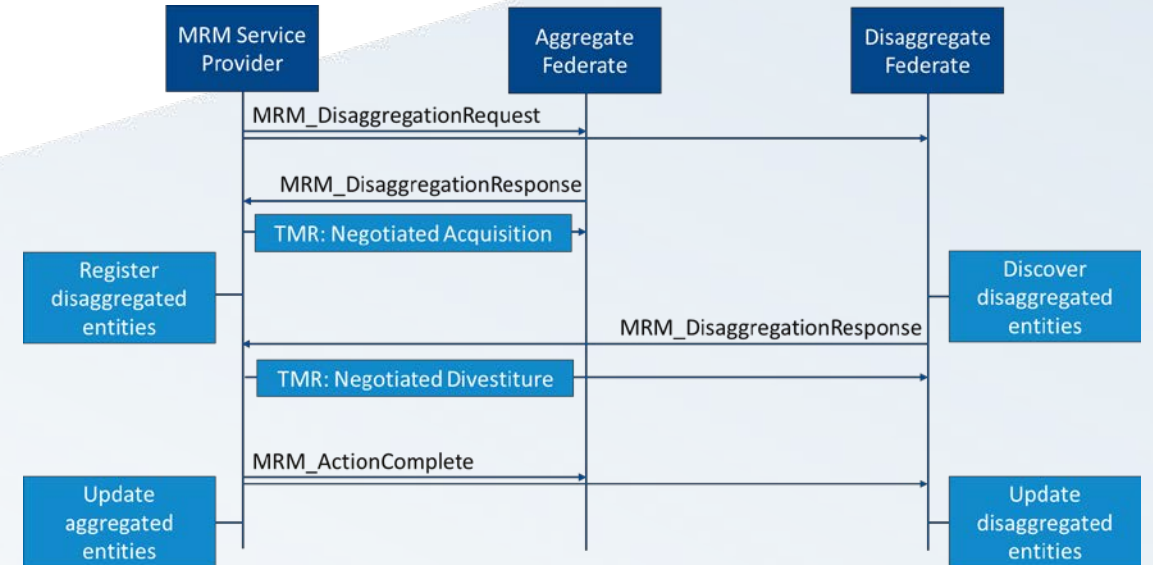 MRM Service
Provider
Aggregate
Federate
Disaggregate
Federate
MRM_DisaggregationRequest
MRM_DisaggregationResponse
TMR: Negotiated Acquisition
Register
disaggregated
entities
Discover
disaggregated
entities
MRM_DisaggregationResponse
TMR: Negotiated Divestiture
MRM_ActionComplete
Update
aggregated
entities
Update
disaggregated
entities